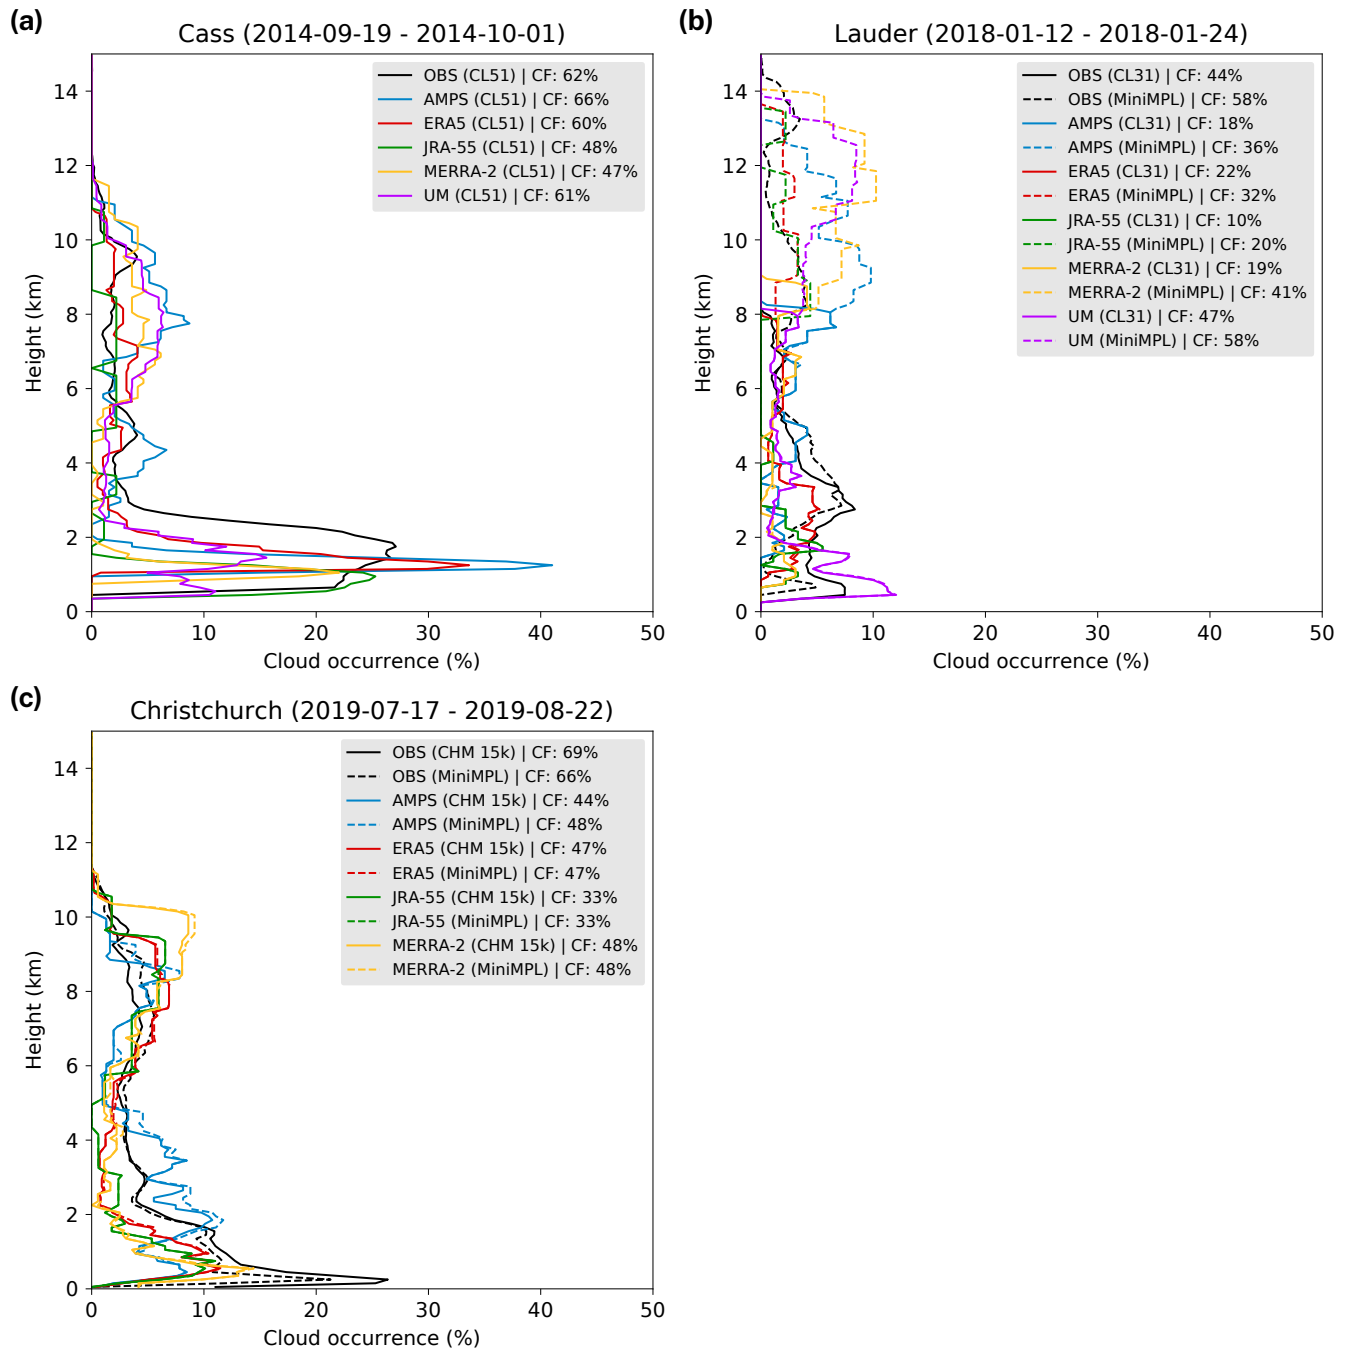 (a)
Cass (2014-09-19 - 2014-10-01)
OBS (CL51) | CF: 62%
AMPS (CL51) | CF: 66%
ERA5 (CL51) | CF: 60%
JRA-55 (CL51) | CF: 48%
MERRA-2 (CL51) | CF: 47%
UM (CL51) | CF: 61%
Height (km)
14
12
10
8
6
4
2
0
0 10 20 30 40 50
Cloud occurrence (%)
(b)
Lauder (2018-01-12 - 2018-01-24)
OBS (CL31) | CF: 44%
OBS (MiniMPL) | CF: 58%
AMPS (CL31) | CF: 18%
AMPS (MiniMPL) | CF: 36%
ERA5 (CL31) | CF: 22%
ERA5 (MiniMPL) | CF: 32%
JRA-55 (CL31) | CF: 10%
JRA-55 (MiniMPL) | CF: 20%
MERRA-2 (CL31) | CF: 19%
MERRA-2 (MiniMPL) | CF: 41%
UM (CL31) | CF: 47%
UM (MiniMPL) | CF: 58%
Height (km)
14
12
10
8
6
4
2
0
0 10 20 30 40 50
Cloud occurrence (%)
(c)
Christchurch (2019-07-17 - 2019-08-22)
OBS (CHM 15k) | CF: 69%
OBS (MiniMPL) | CF: 66%
AMPS (CHM 15k) | CF: 44%
AMPS (MiniMPL) | CF: 48%
ERA5 (CHM 15k) | CF: 47%
ERA5 (MiniMPL) | CF: 47%
JRA-55 (CHM 15k) | CF: 33%
JRA-55 (MiniMPL) | CF: 33%
MERRA-2 (CHM 15k) | CF: 48%
MERRA-2 (MiniMPL) | CF: 48%
Height (km)
14
12
10
8
6
4
2
0
0 10 20 30 40 50
Cloud occurrence (%)